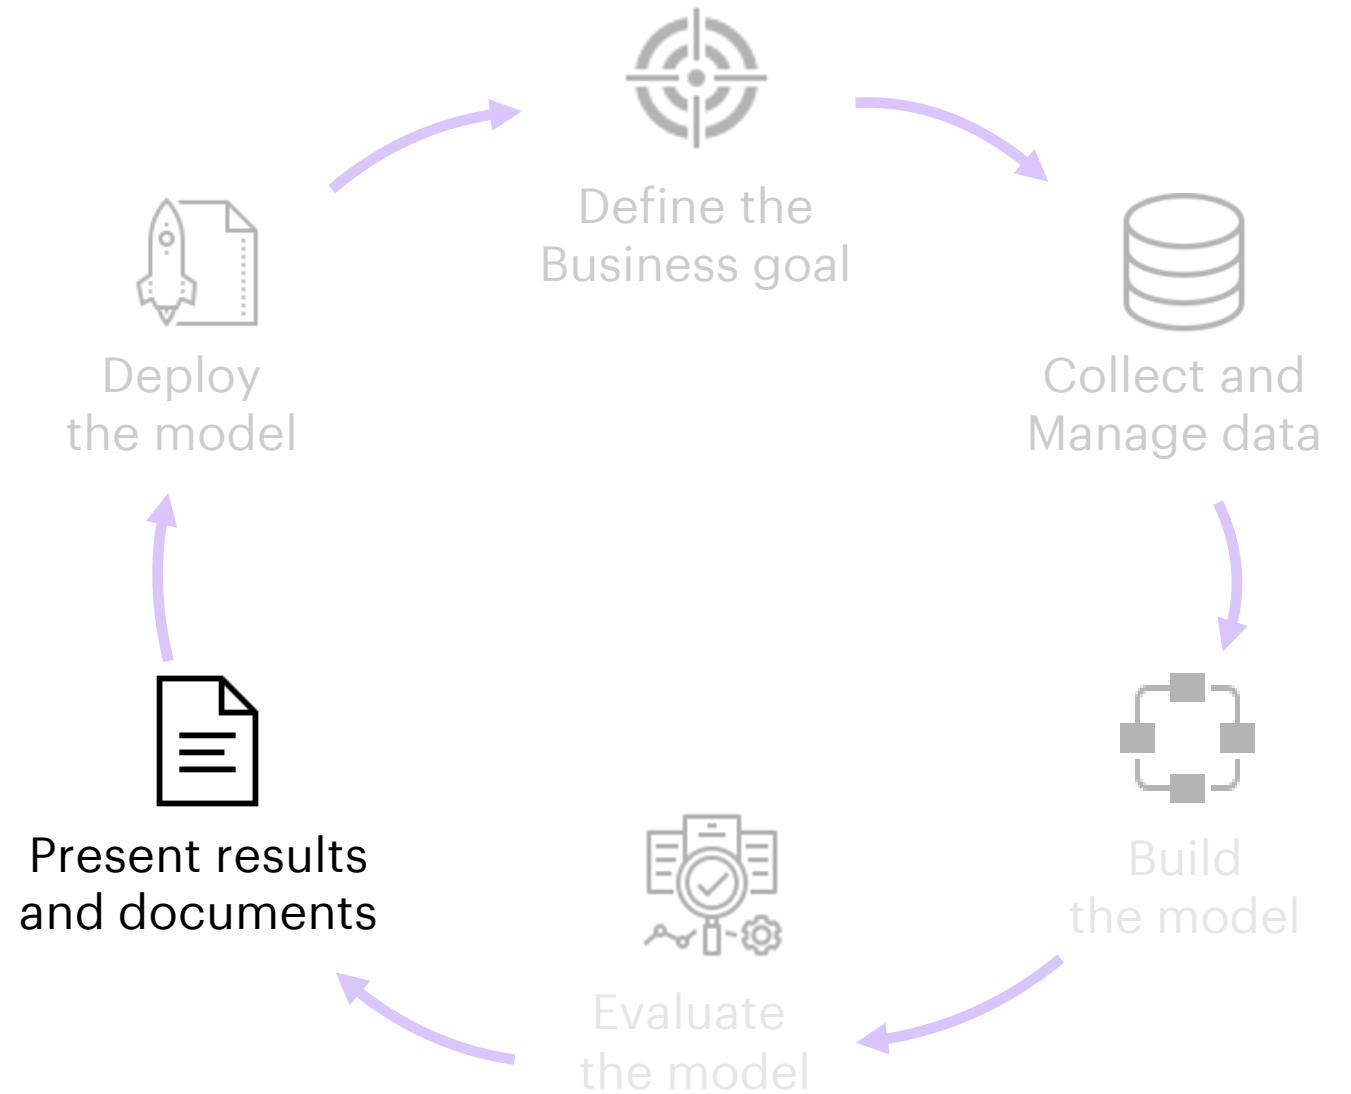 Define the
Business goal
Collect and
Manage data
Build
the model
Evaluate
the model
Present results
and documents
Deploy
the model